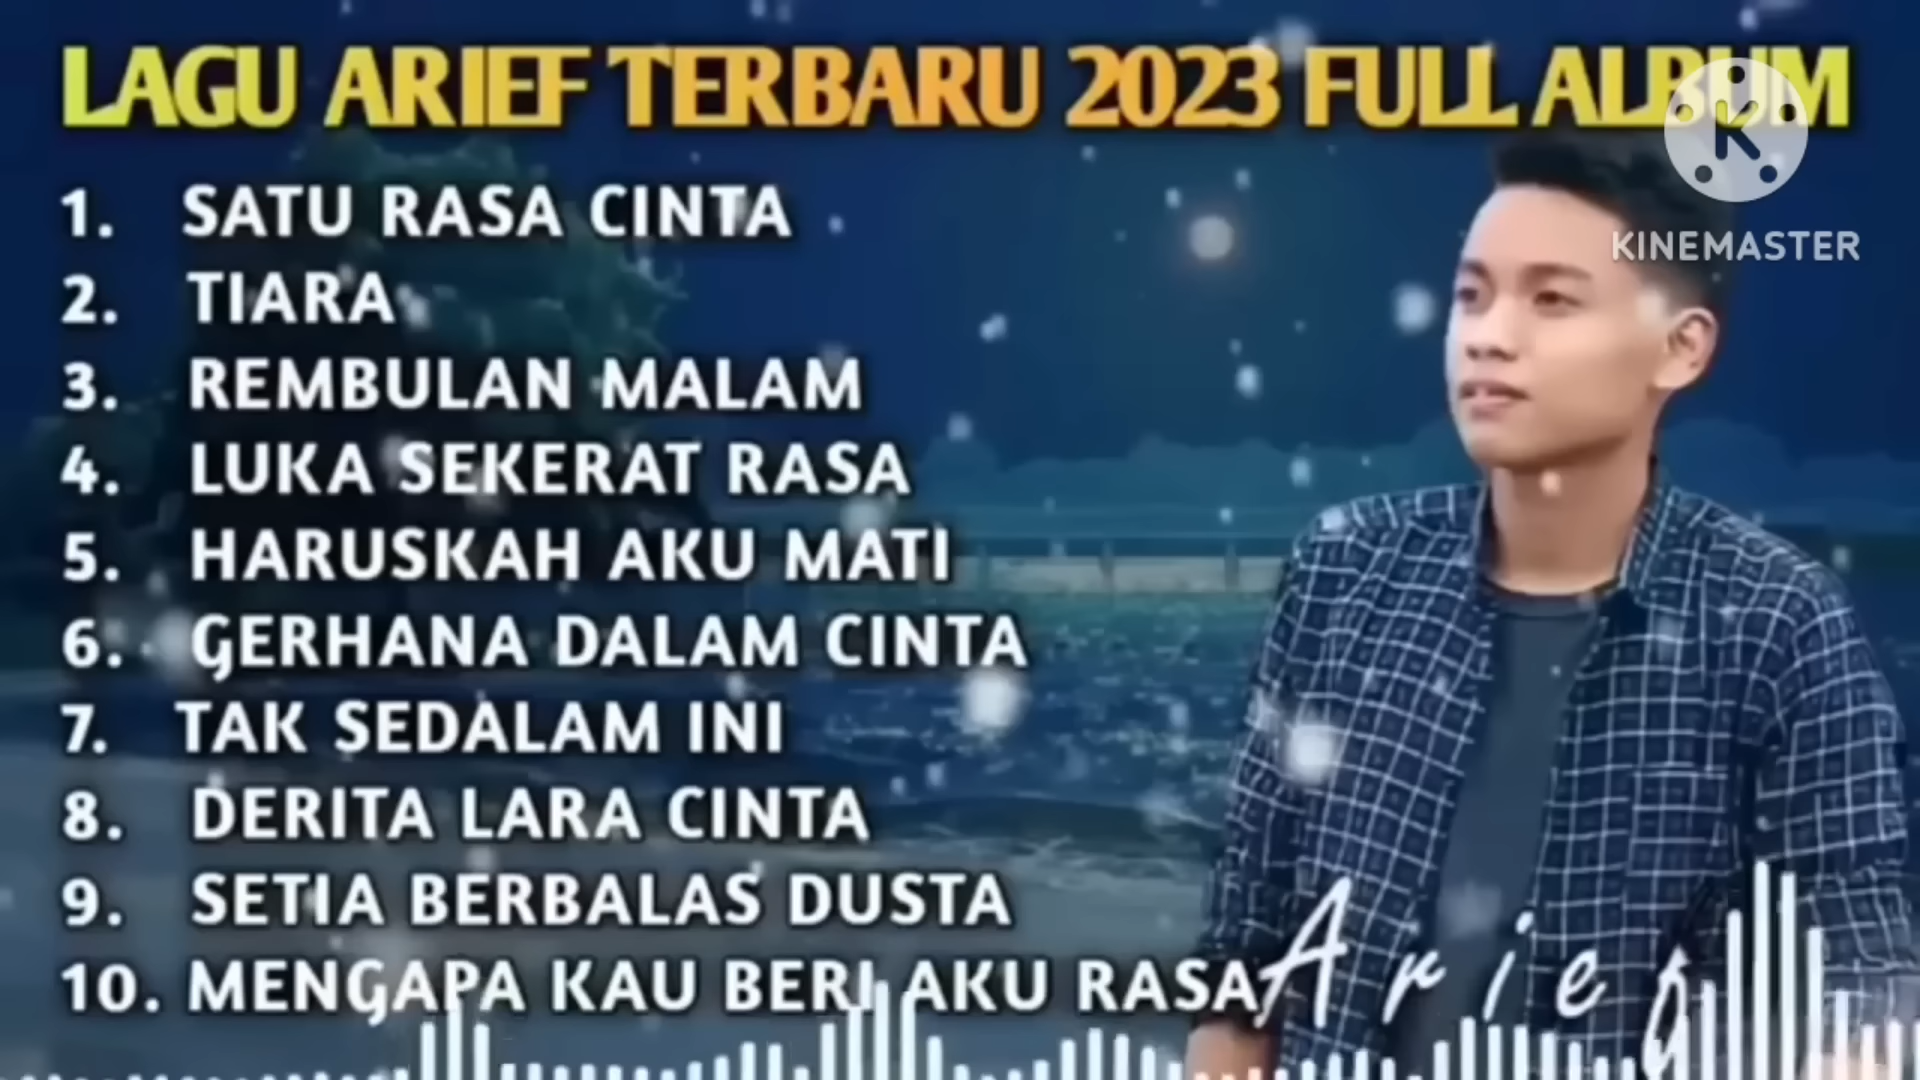 LAGU ARIEF TERBARU 2023 FULL ALBUM
KINEMASTER
1. SATU RASA CINTA
2. TIARA
3. REMBULAN MALAM
4. LUKA SEKERAT RASA
5. HARUSKAH AKU MATI
6. GERHANA DALAM CINTA
7. TAK SEDALAM INI
8. DERITA LARA CINTA
9. SETIA BERBALAS DUSTA
10. MENGAPA KAU BERI AKU RASA
Arief